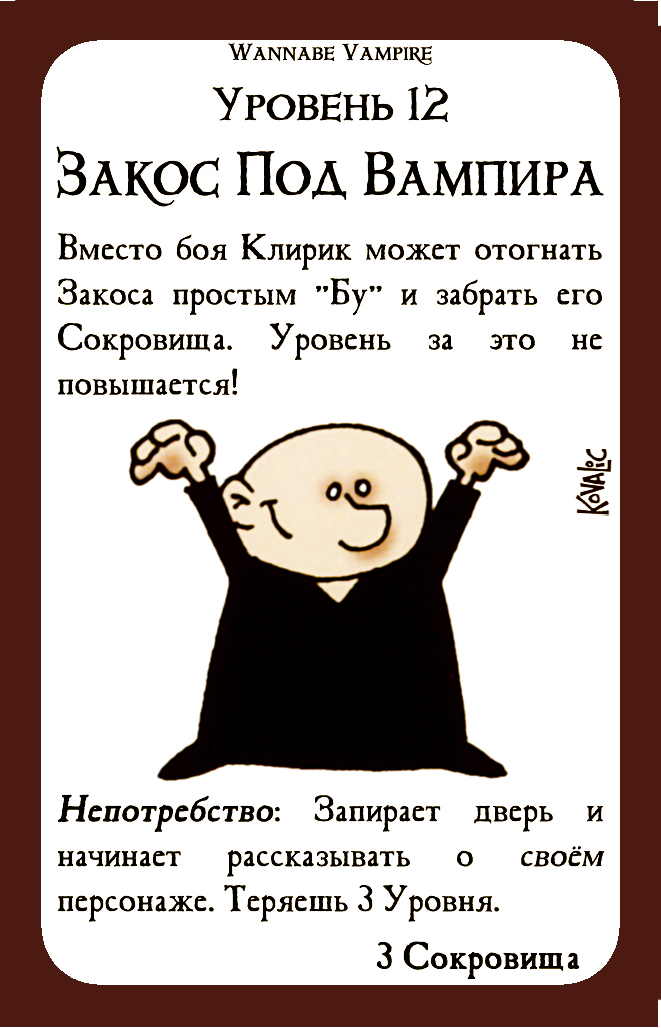 Wannabe Vampire
Уровень 12
Закос Под Вампира
Вместо боя Клирик может отогнать
Закоса простым "Бу" и забрать его
Сокровища. Уровень за это не
повышается!
KOVALIC
Непотребство: Запирает дверь и
начинает рассказывать о своём
персонаже. Теряешь 3 Уровня.
3 Сокровища